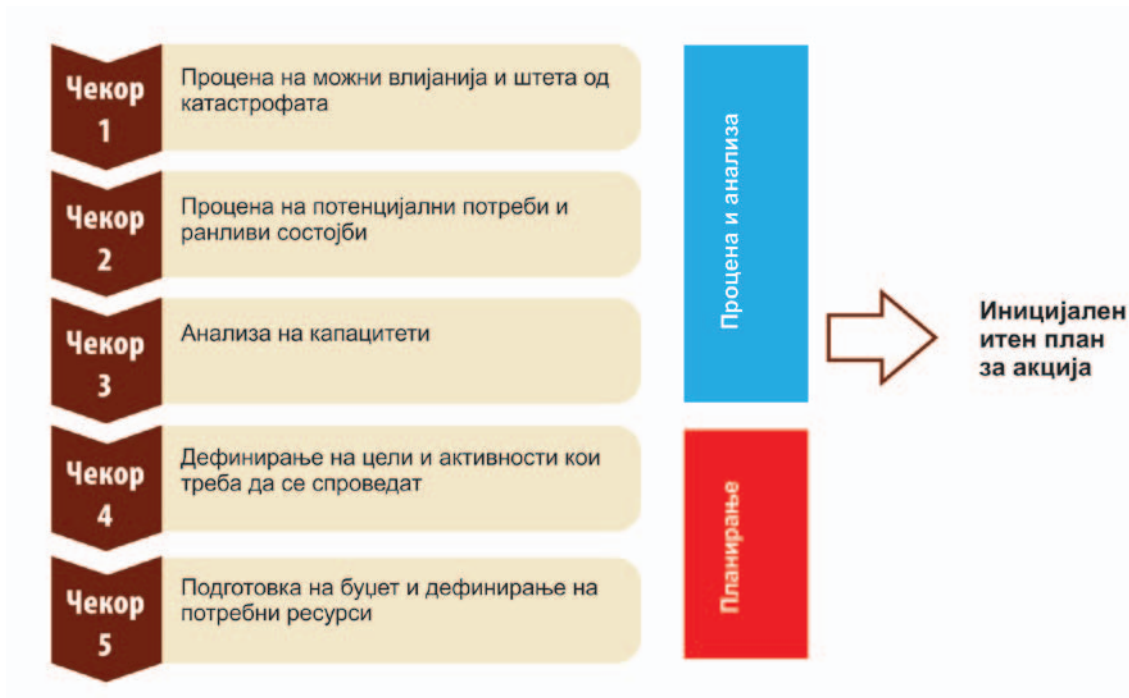 Чекор
1
Процена на можни влијанија и штета од
катастрофата
Чекор
2
Процена на потенцијални потреби и
ранливи состојби
Чекор
3
Анализа на капацитети
Чекор
4
Дефинирање на цели и активности кои
треба да се спроведат
Чекор
5
Подготовка на буџет и дефинирање на
потребни ресурси
Процена и анализа
Планирање
Иницијален
итен план
за акција